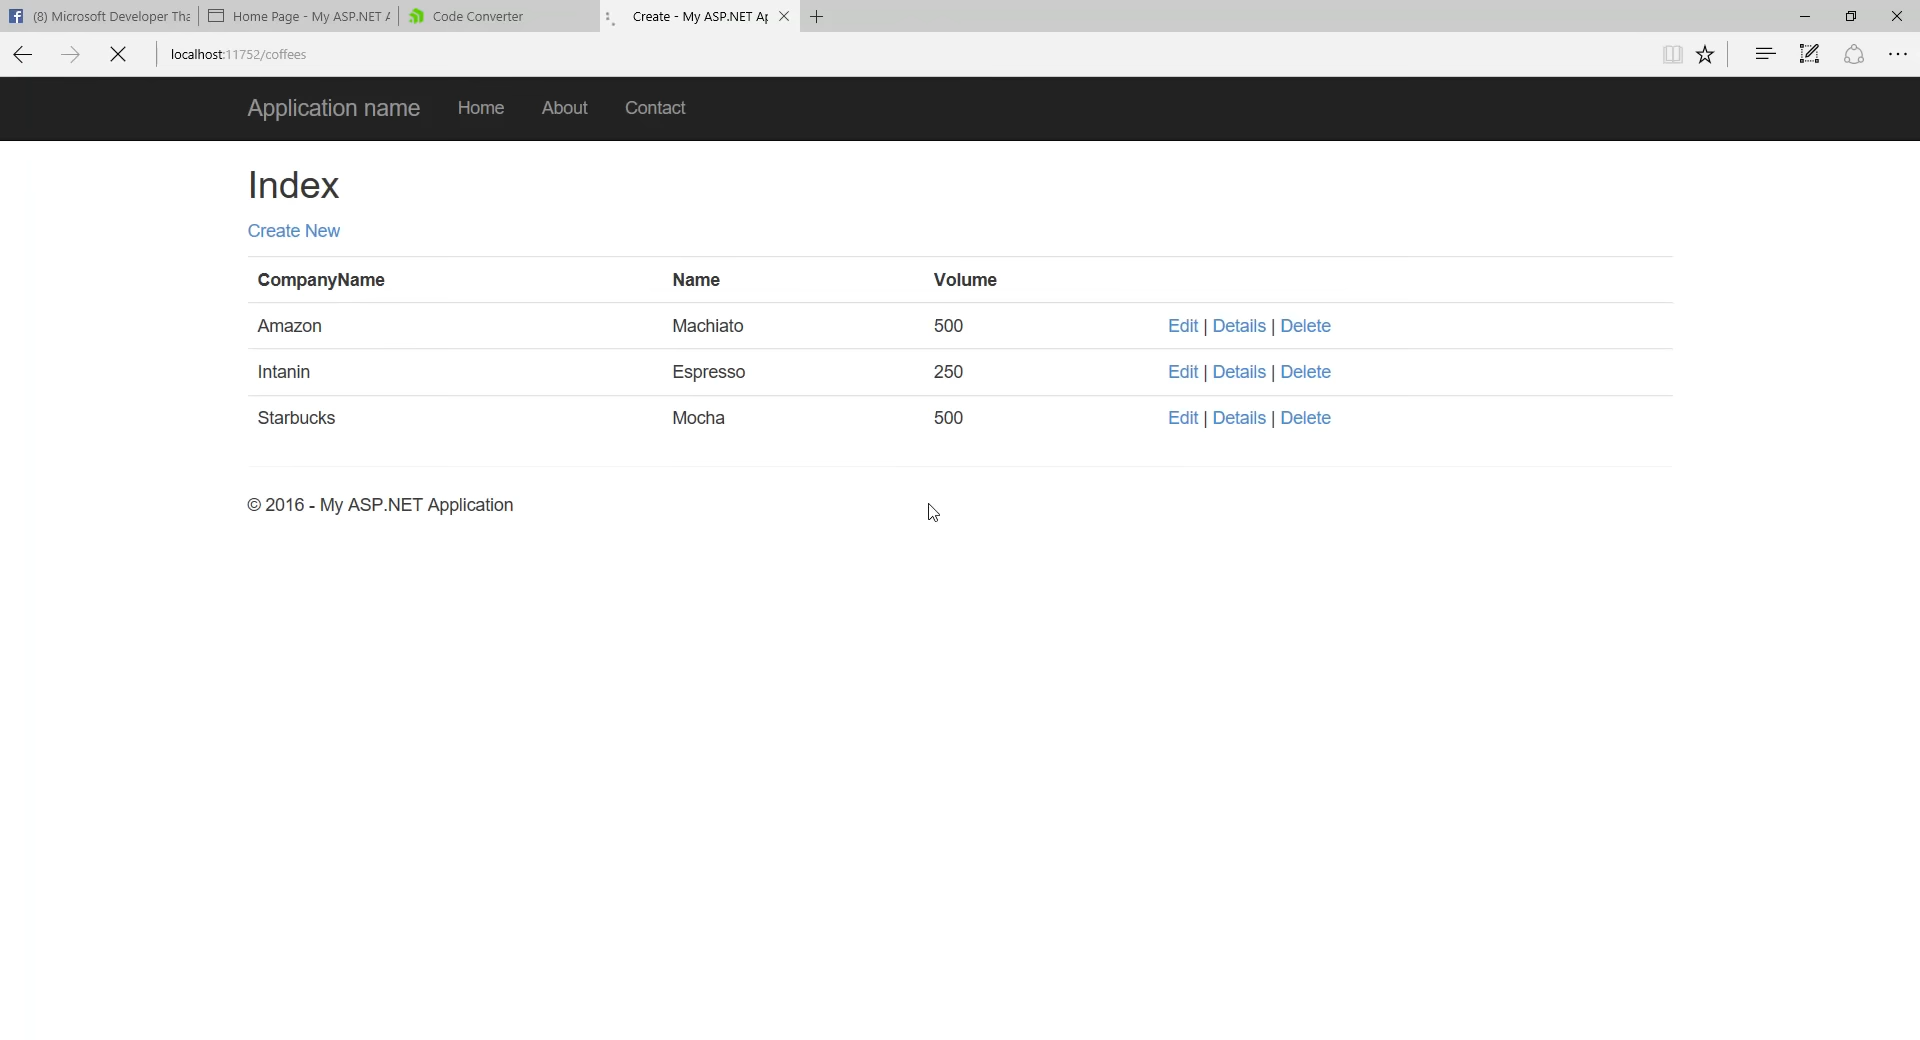 (8) Microsoft Developer Tha
Home Page - My ASP.NET A
Code Converter
Create - My ASP.NET Ap
localhost:11752/coffees
Application name Home About Contact
Index
Create New
CompanyName Name Volume
Amazon Machiato 500 Edit | Details | Delete
Intanin Espresso 250 Edit | Details | Delete
Starbucks Mocha 500 Edit | Details | Delete
© 2016 - My ASP.NET Application